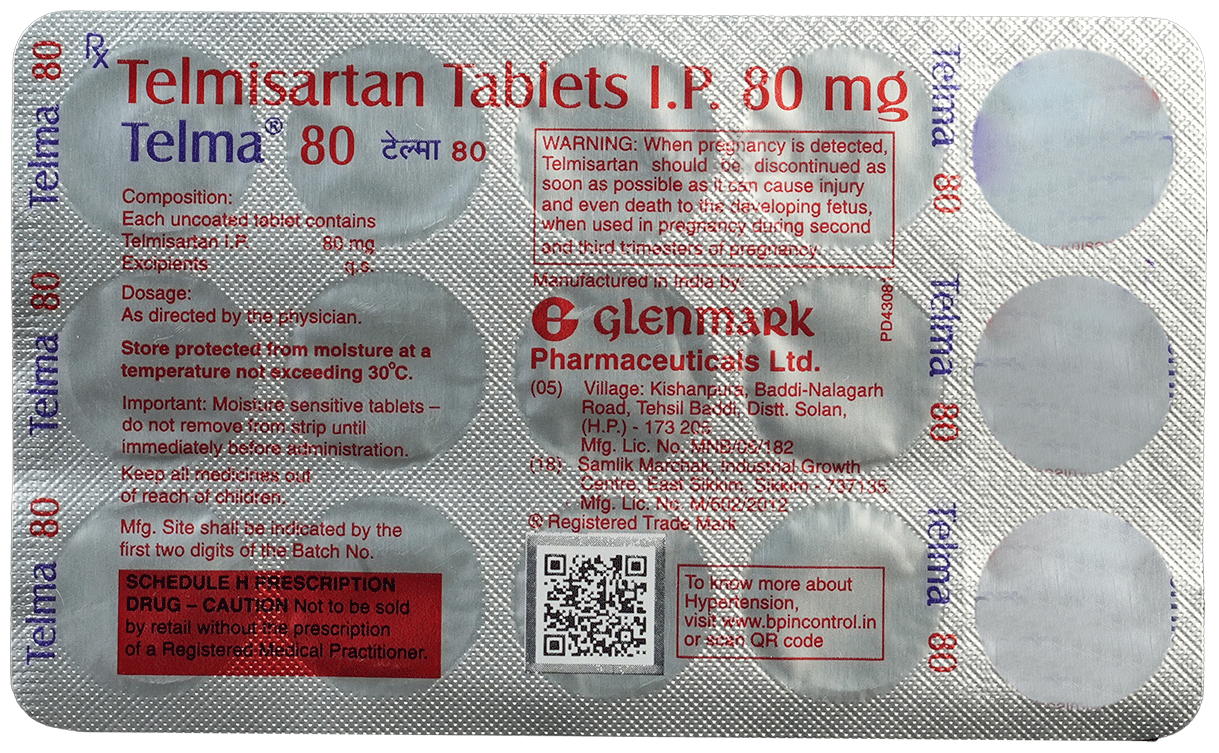 Rx
Telmisartan Tablets I.P. 80 mg
Telma® 80 टेल्मा 80
Composition:
Each uncoated tablet contains
Telmisartan I.P. 80 mg
Excipients q.s.
Dosage:
As directed by the physician.
Store protected from moisture at a
temperature not exceeding 30°C.
Important: Moisture sensitive tablets –
do not remove from strip until
immediately before administration.
Keep all medicines out
of reach of children.
Mfg. Site shall be indicated by the
first two digits of the Batch No.
SCHEDULE H PRESCRIPTION
DRUG – CAUTION Not to be sold
by retail without the prescription
of a Registered Medical Practitioner.
WARNING: When pregnancy is detected,
Telmisartan should be discontinued as
soon as possible as it can cause injury
and even death to the developing fetus,
when used in pregnancy during second
and third trimesters of pregnancy.
Manufactured in India by:
G GLENMARK
Pharmaceuticals Ltd.
(05) Village: Kishanpura, Baddi-Nalagarh
Road, Tehsil Baddi, Distt. Solan,
(H.P.) - 173 205
Mfg. Lic. No. MNB/05/182
(18) Samlik Marchak, Industrial Growth
Centre, East Sikkim, Sikkim - 737135.
Mfg. Lic. No. M/602/2012
® Registered Trade Mark
To know more about
Hypertension,
visit www.bpincontrol.in
or scan QR code
Telma 80
Telma 80
Telma 80
Telma 80
Telma 80
Telma 80